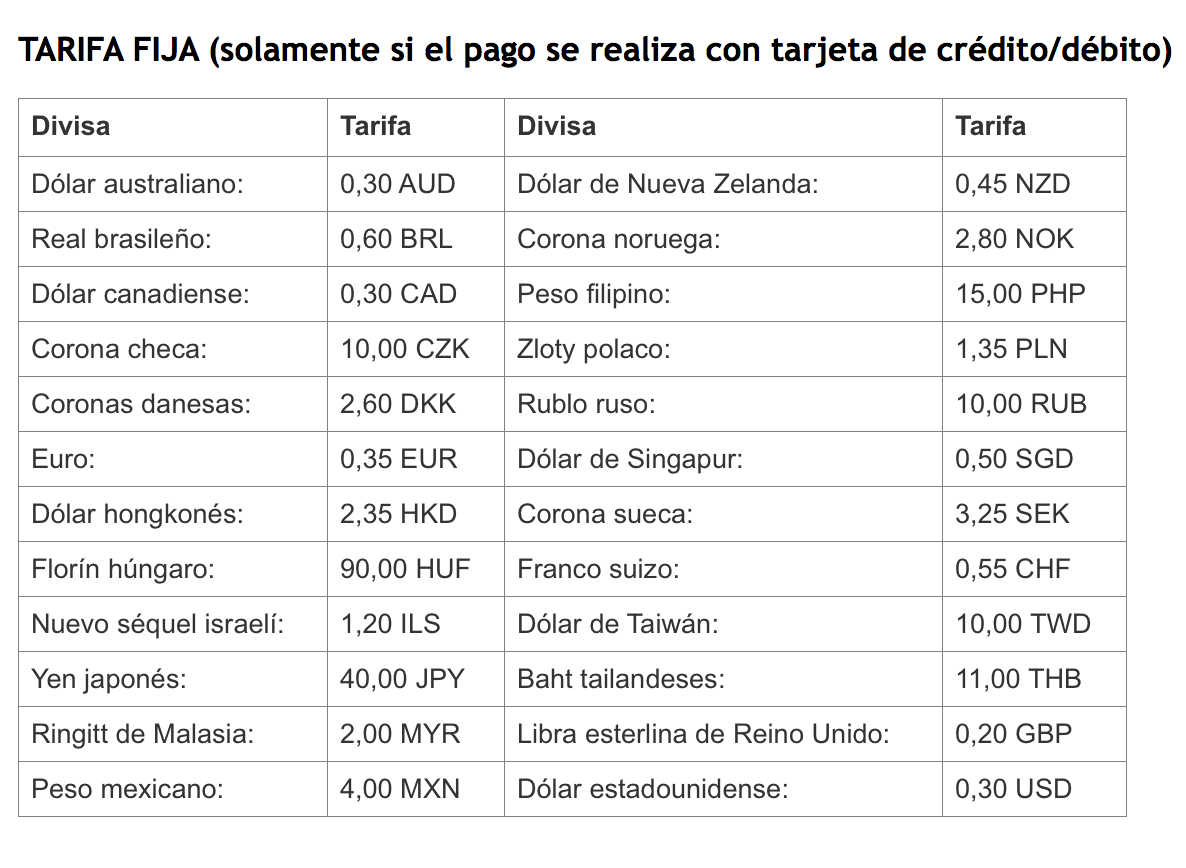 TARIFA FIJA (solamente si el pago se realiza con tarjeta de crédito/débito)
Divisa Tarifa Divisa Tarifa
Dólar australiano: 0,30 AUD Dólar de Nueva Zelanda: 0,45 NZD
Real brasileño: 0,60 BRL Corona noruega: 2,80 NOK
Dólar canadiense: 0,30 CAD Peso filipino: 15,00 PHP
Corona checa: 10,00 CZK Zloty polaco: 1,35 PLN
Coronas danesas: 2,60 DKK Rublo ruso: 10,00 RUB
Euro: 0,35 EUR Dólar de Singapur: 0,50 SGD
Dólar hongkonés: 2,35 HKD Corona sueca: 3,25 SEK
Florín húngaro: 90,00 HUF Franco suizo: 0,55 CHF
Nuevo séquel israelí: 1,20 ILS Dólar de Taiwán: 10,00 TWD
Yen japonés: 40,00 JPY Baht tailandeses: 11,00 THB
Ringitt de Malasia: 2,00 MYR Libra esterlina de Reino Unido: 0,20 GBP
Peso mexicano: 4,00 MXN Dólar estadounidense: 0,30 USD